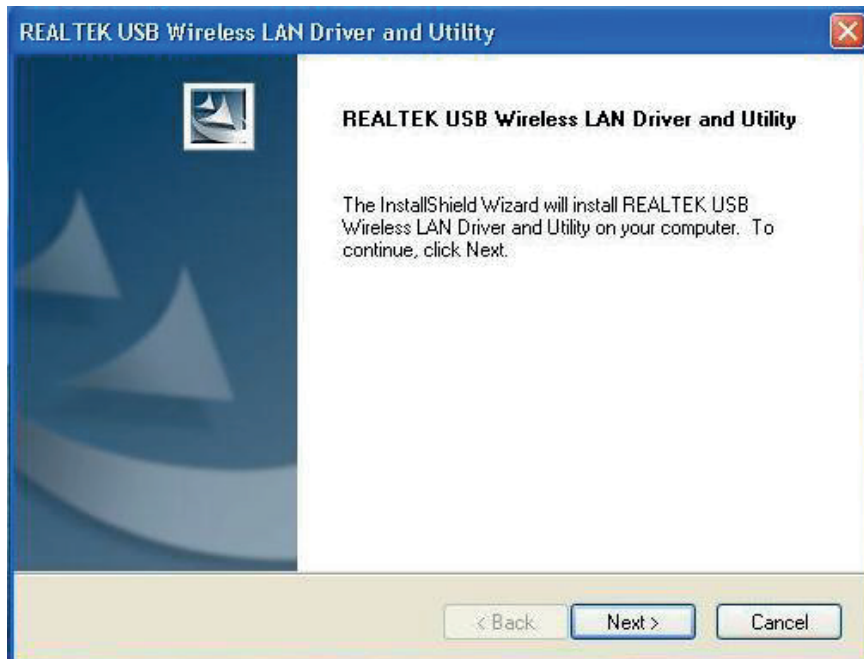 REALTEK USB Wireless LAN Driver and Utility
REALTEK USB Wireless LAN Driver and Utility
The InstallShield Wizard will install REALTEK USB
Wireless LAN Driver and Utility on your computer. To
continue, click Next.
< Back Next > Cancel